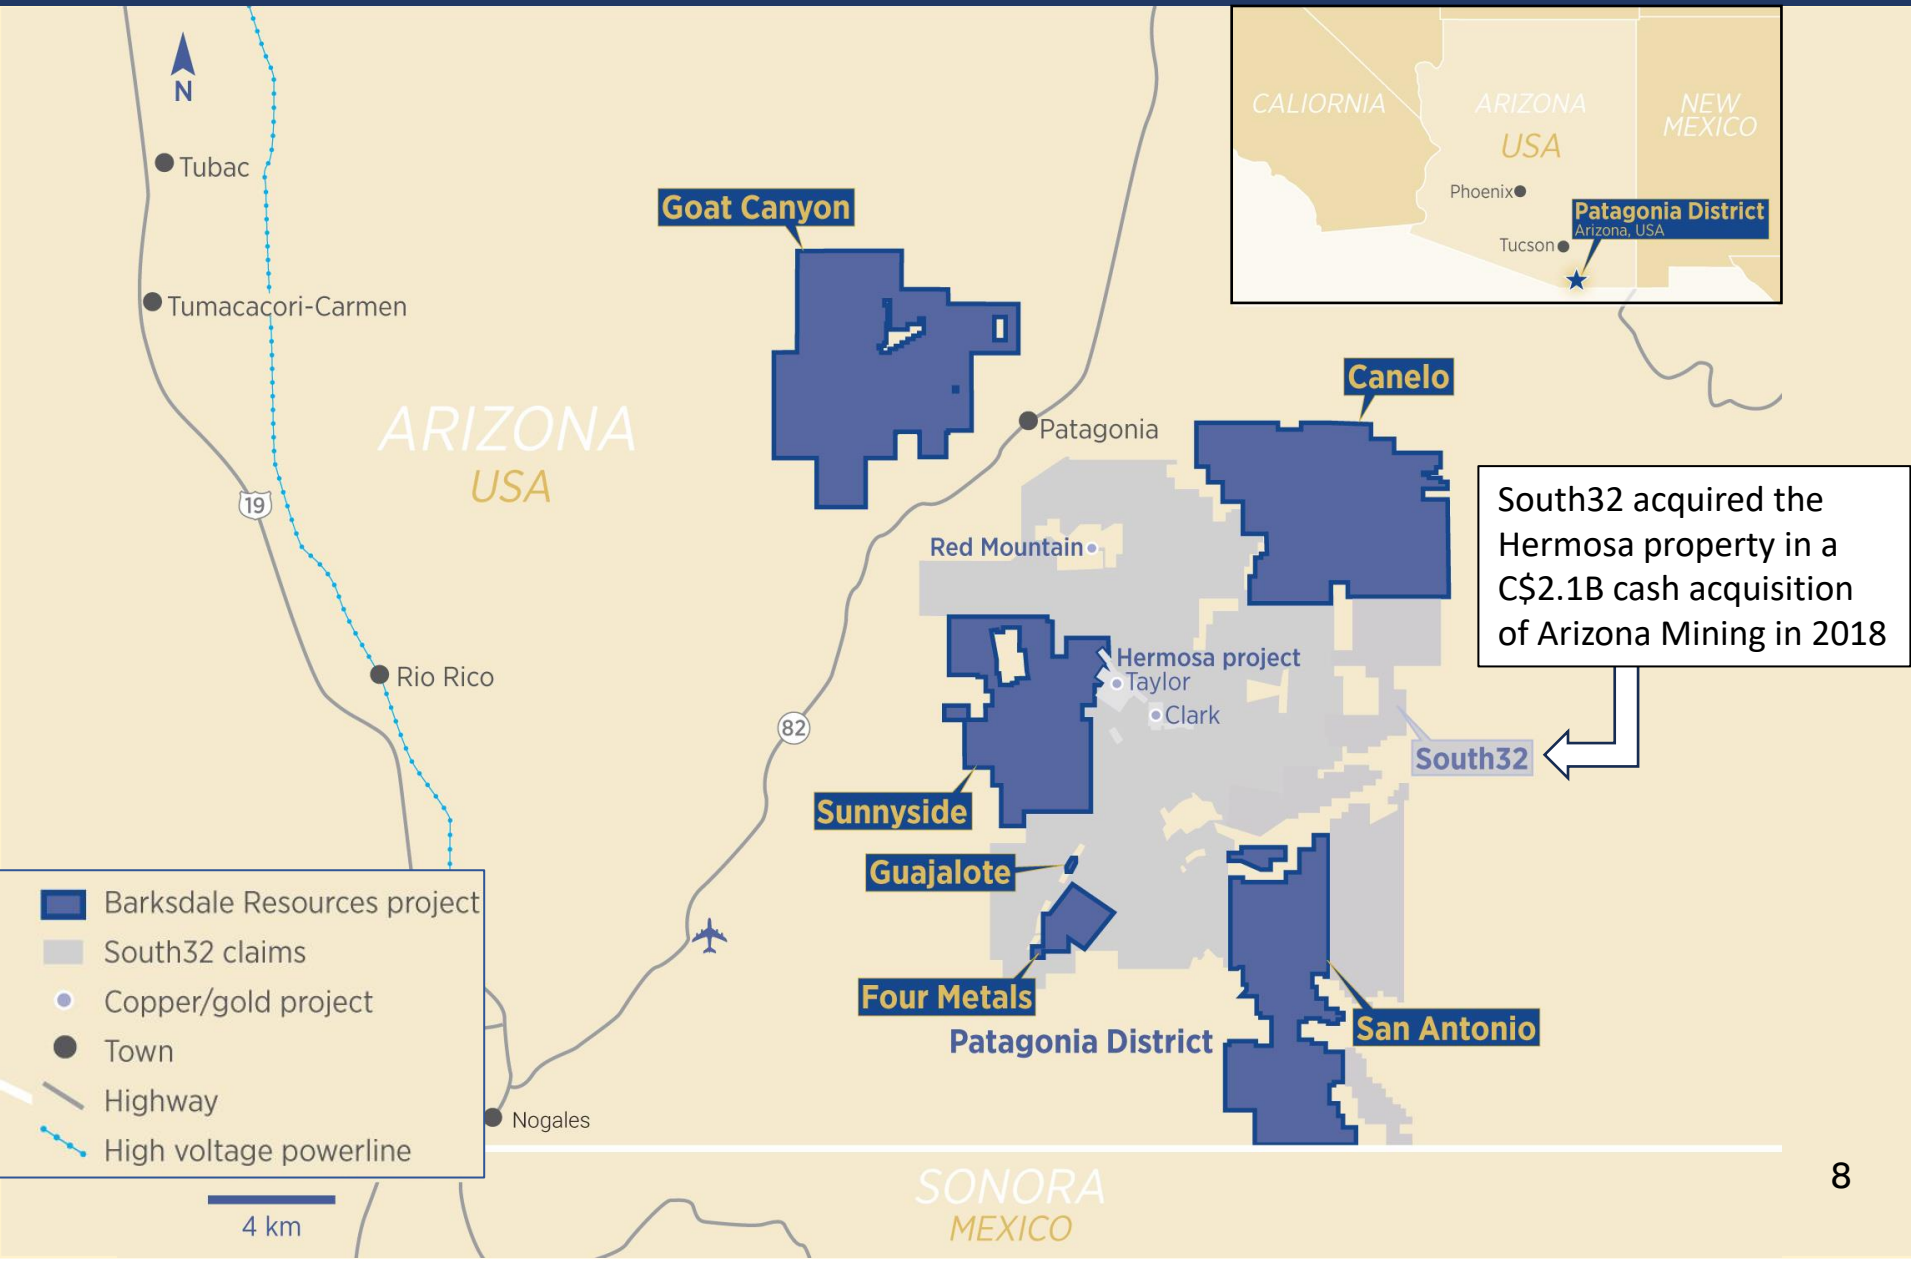 N
Tubac
Tumacacori-Carmen
ARIZONA
USA
19
Rio Rico
Goat Canyon
Patagonia
82
CALIORNIA
ARIZONA
USA
NEW
MEXICO
Phoenix
Tucson
Patagonia District
Arizona, USA
Canelo
South32 acquired the
Hermosa property in a
C$2.1B cash acquisition
of Arizona Mining in 2018
Red Mountain
Hermosa project
Taylor
Clark
South32
Sunnyside
Guajalote
Four Metals
Patagonia District
San Antonio
Barksdale Resources project
South32 claims
Copper/gold project
Town
Highway
High voltage powerline
Nogales
4 km
SONORA
MEXICO
8